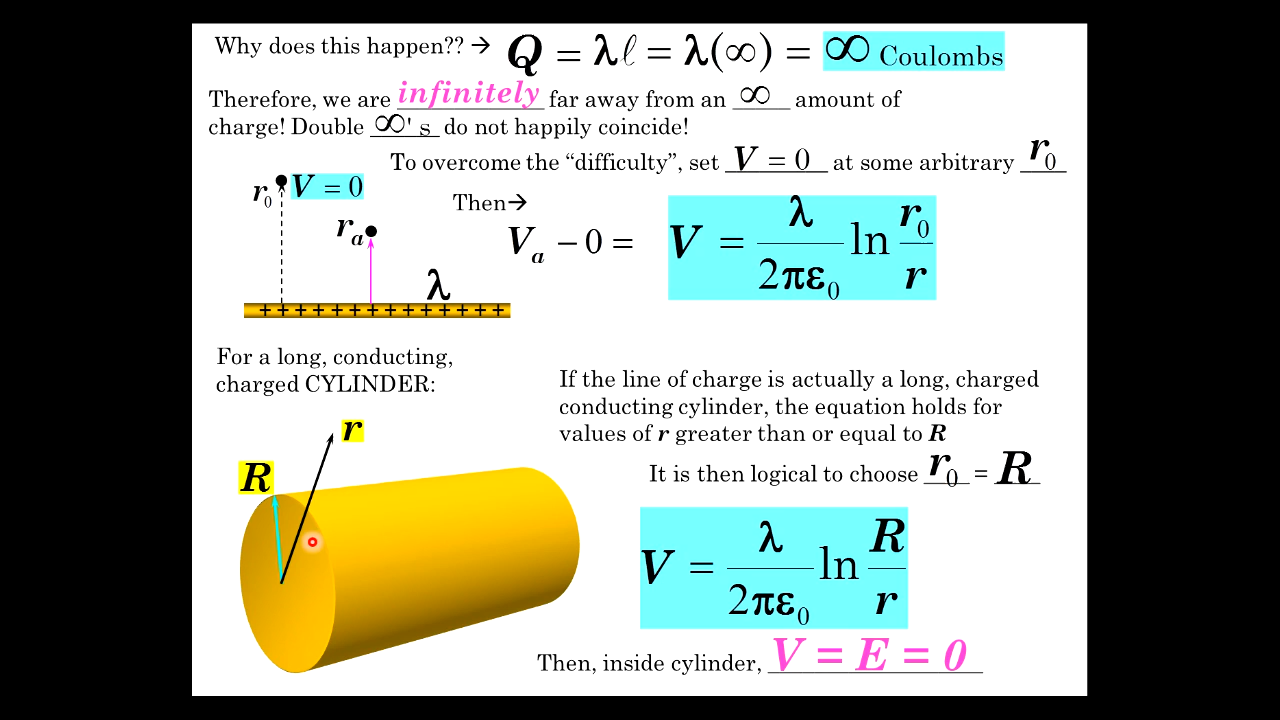 Why does this happen?? → Q = λℓ = λ(∞) = ∞ Coulombs
Therefore, we are infinitely far away from an ∞ amount of
charge! Double ∞'s do not happily coincide!
To overcome the “difficulty”, set V = 0 at some arbitrary r₀
r₀ V = 0
Then→
rₐ
Vₐ − 0 = V = λ/2πε₀ ln r₀/r
λ
+ + + + + + + + + + + + + +
For a long, conducting,
charged CYLINDER:
If the line of charge is actually a long, charged
conducting cylinder, the equation holds for
values of r greater than or equal to R
r
R
It is then logical to choose r₀ = R
V = λ/2πε₀ ln R/r
Then, inside cylinder, V = E = 0